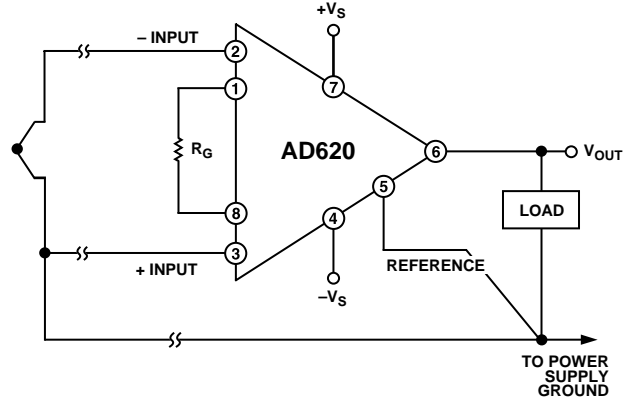 +VS
– INPUT
2
1
7
RG
AD620
6
VOUT
5
8
4
LOAD
3
+ INPUT
REFERENCE
–VS
TO POWER
SUPPLY
GROUND